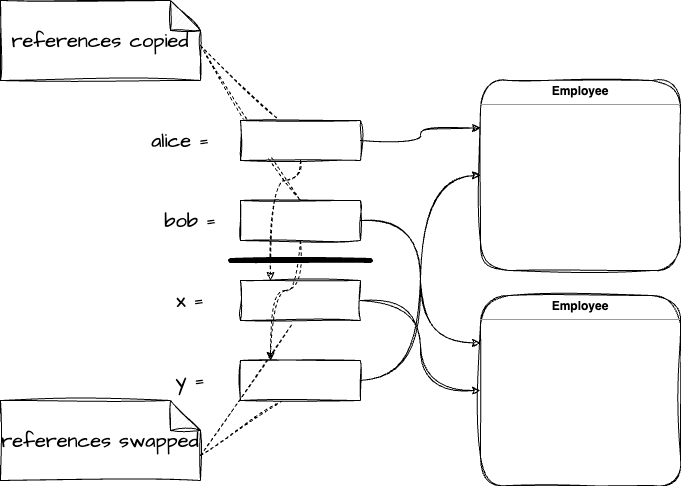 references copied
Employee
alice =
bob =
x =
Employee
y =
references swapped